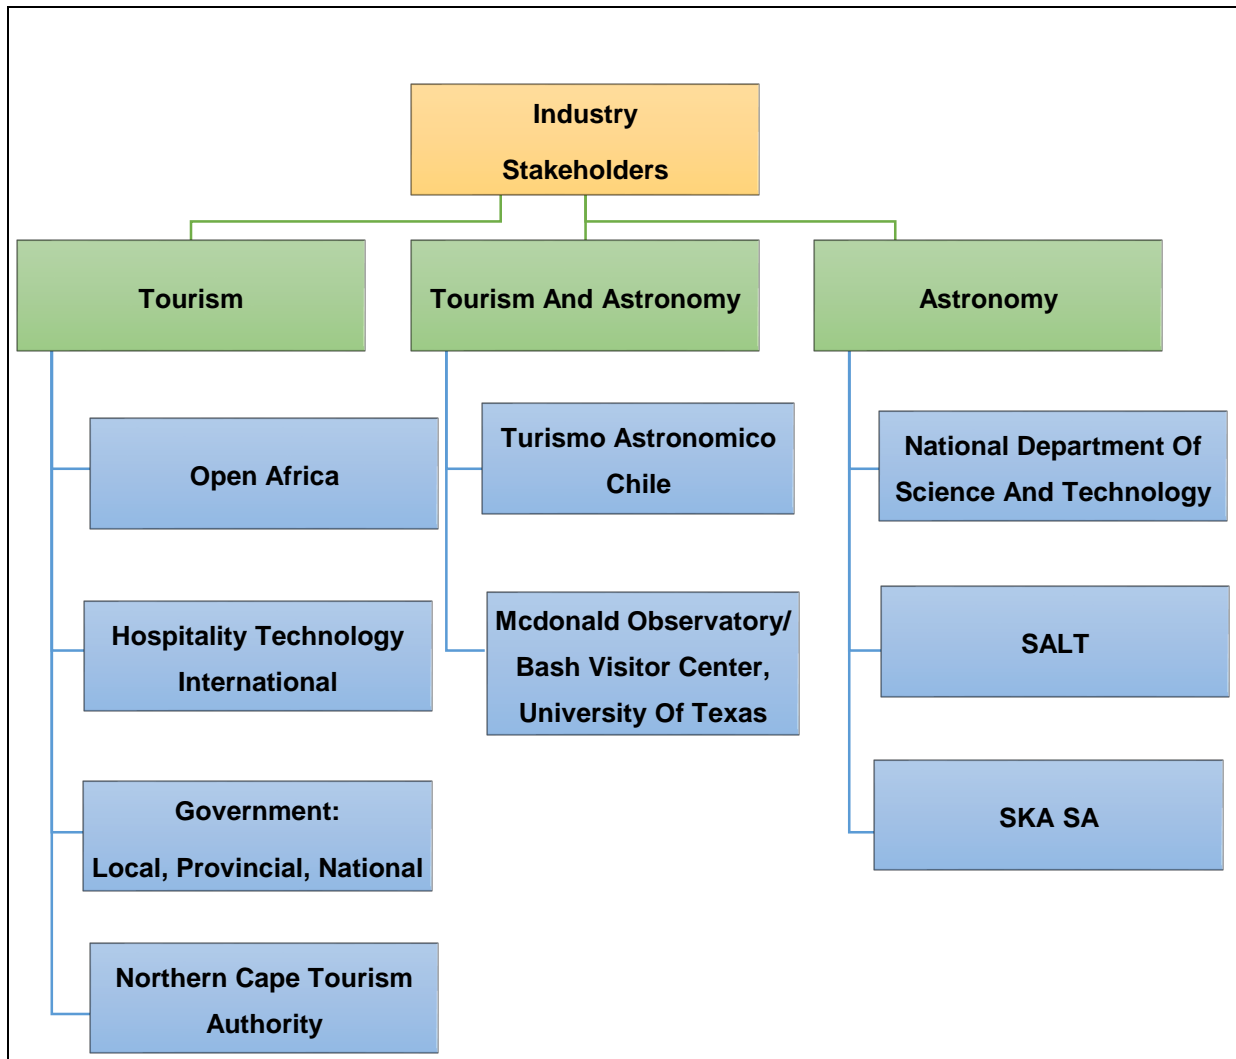 Industry
Stakeholders
Tourism
Tourism And Astronomy
Astronomy
Open Africa
Hospitality Technology
International
Government:
Local, Provincial, National
Northern Cape Tourism
Authority
Turismo Astronomico
Chile
Mcdonald Observatory/
Bash Visitor Center,
University Of Texas
National Department Of
Science And Technology
SALT
SKA SA